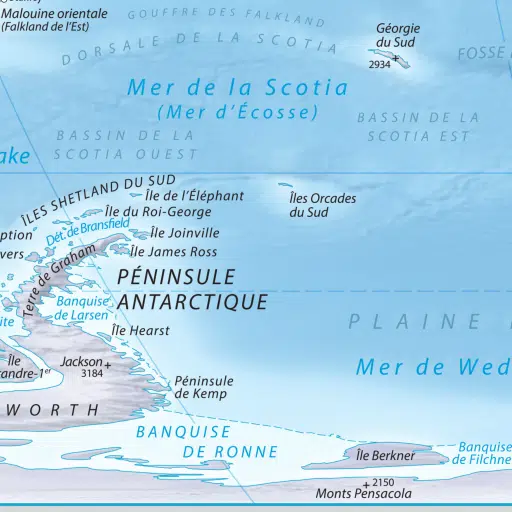 GOUFFRE DES FALKLAND
Malouine orientale
(Falkland de l'Est)
Géorgie
du Sud
2934
DORSALE DE LA SCOTIA
FOSSE
Mer de la Scotia
(Mer d'Écosse)
BASSIN DE LA
SCOTIA EST
BASSIN DE LA
SCOTIA OUEST
ake
ÎLES SHETLAND DU SUD
Île de l'Éléphant
Îles Orcades
du Sud
Île du Roi-George
Dét. de Bransfield
ption
Île Joinville
vers
Île James Ross
Terre de Graham
PÉNINSULE
ANTARCTIQUE
Banquise
de Larsen
ite
Île Hearst
PLAINE
Mer de Wed
Île
andre-1er
Jackson
3184
Péninsule
de Kemp
WORTH
BANQUISE
DE RONNE
Île Berkner
Banquise
de Filchne
2150
Monts Pensacola